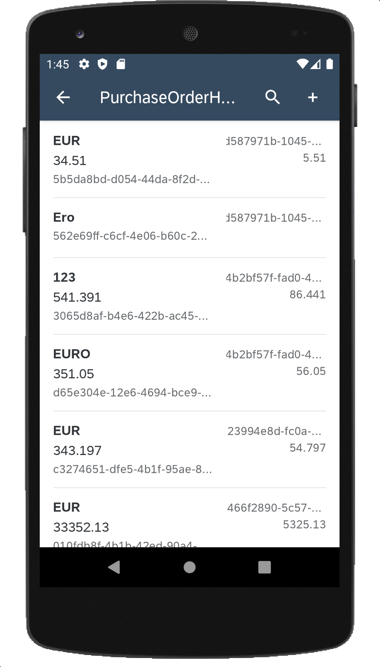 1:45
PurchaseOrderH...
EUR
d587971b-1045-...
34.51
5.51
5b5da8bd-d054-44da-8f2d-...
Ero
d587971b-1045-...
562e69ff-c6cf-4e06-b60c-2...
123
4b2bf57f-fad0-4...
541.391
86.441
3065d8af-b4e6-422b-ac45-...
EURO
4b2bf57f-fad0-4...
351.05
56.05
d65e304e-12e6-4694-bce9-...
EUR
23994e8d-fc0a-...
343.197
54.797
c3274651-dfe5-4b1f-95ae-8...
EUR
466f2890-5c57-...
33352.13
5325.13
010fdb8f-4b1b-42ed-90a4-